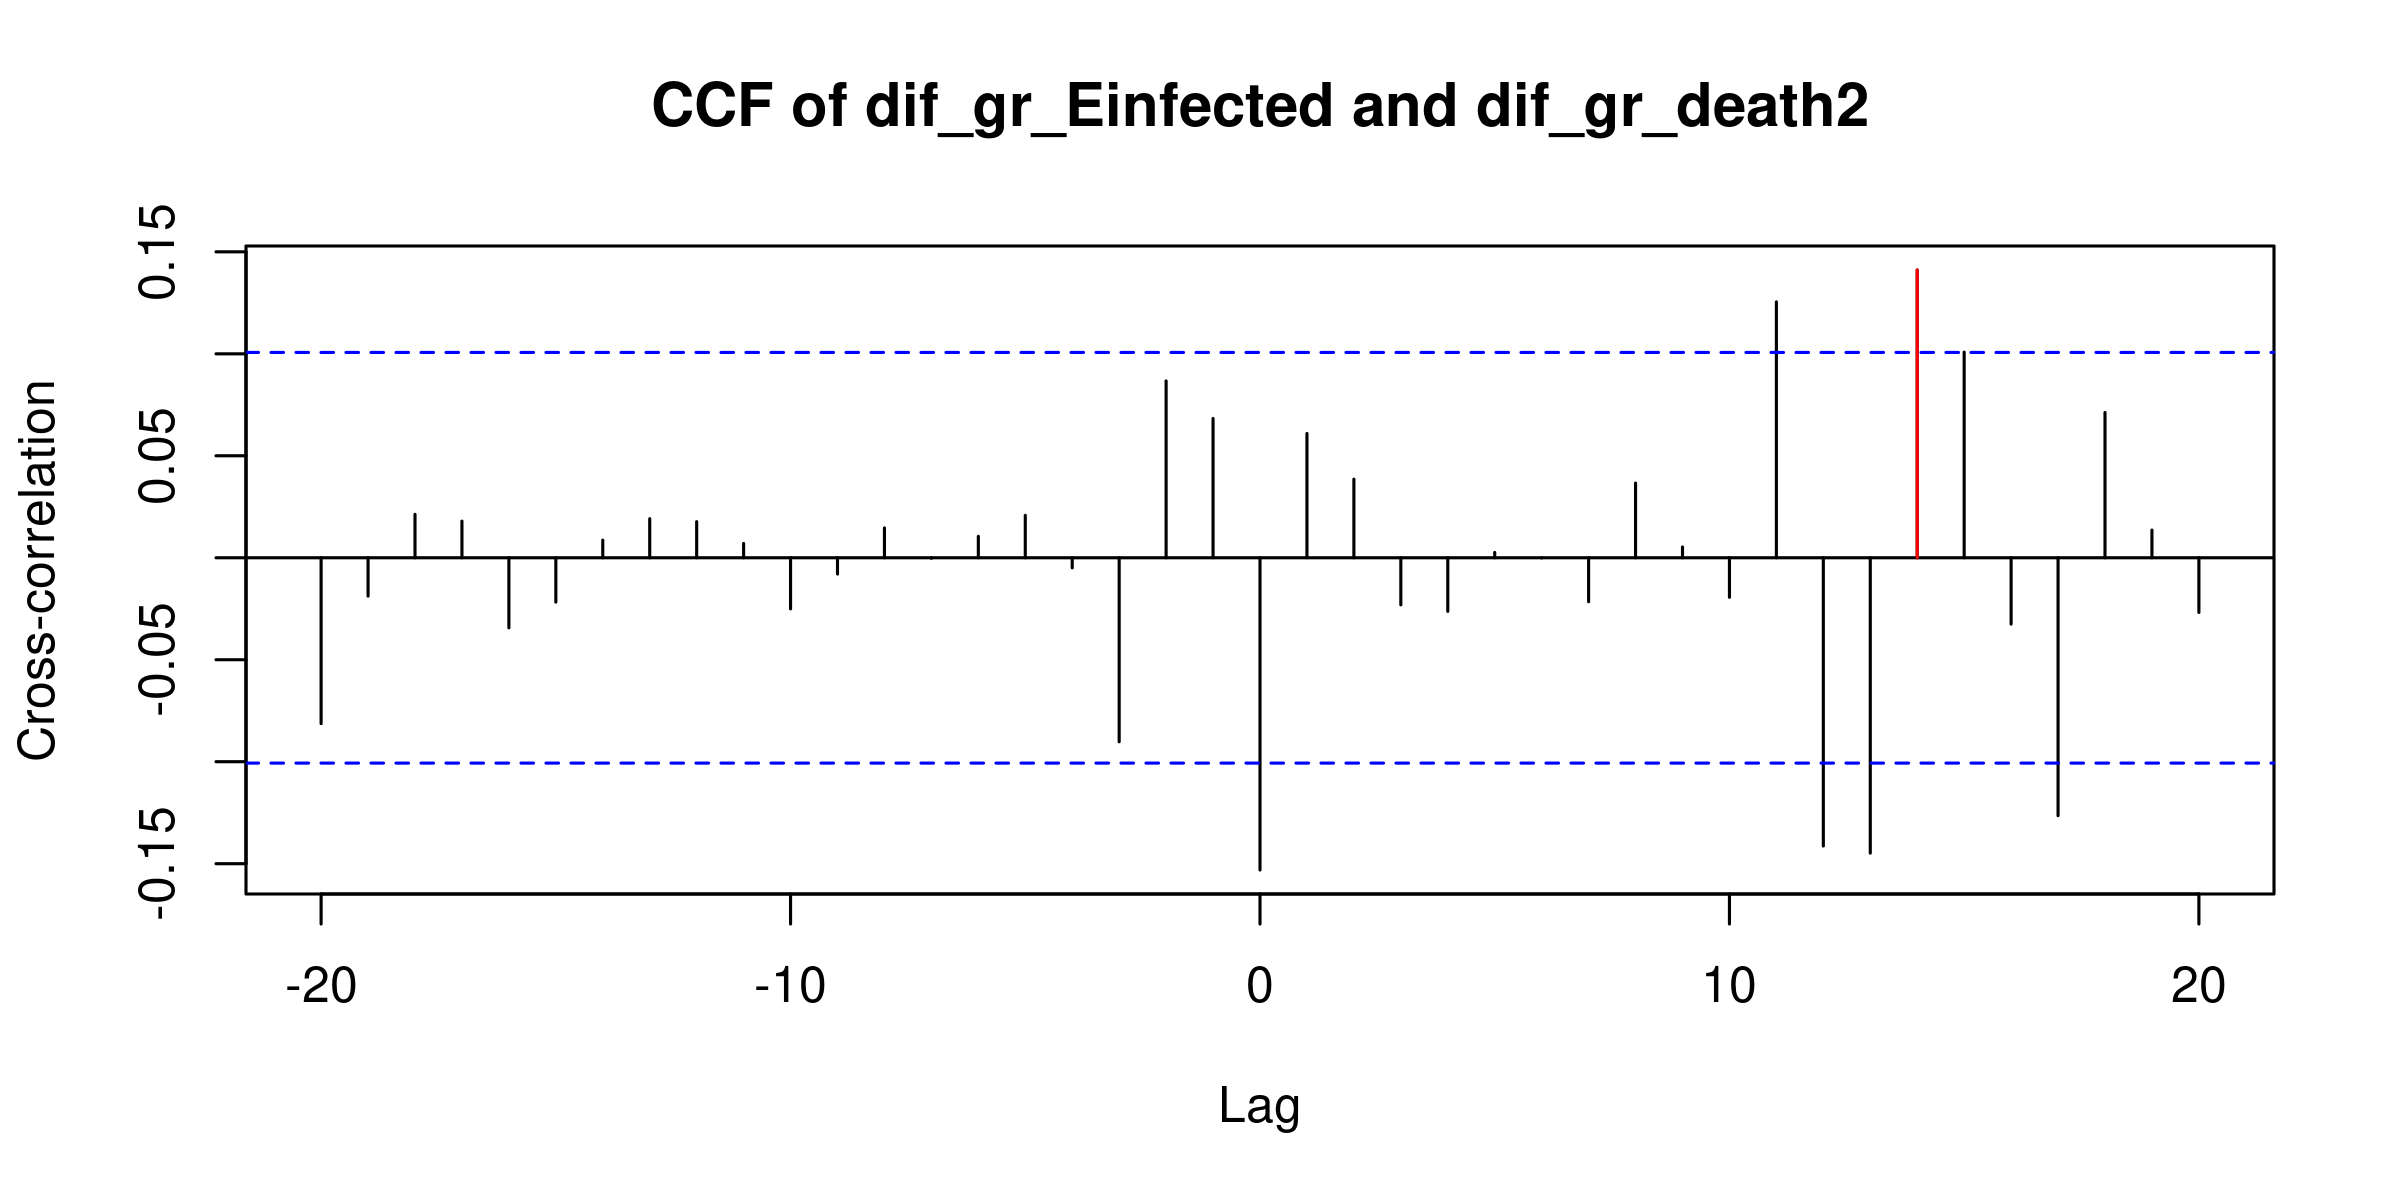 CCF of dif_gr_Einfected and dif_gr_death2
Cross-correlation
0.15
0.05
-0.05
-0.15
-20 -10 0 10 20
Lag